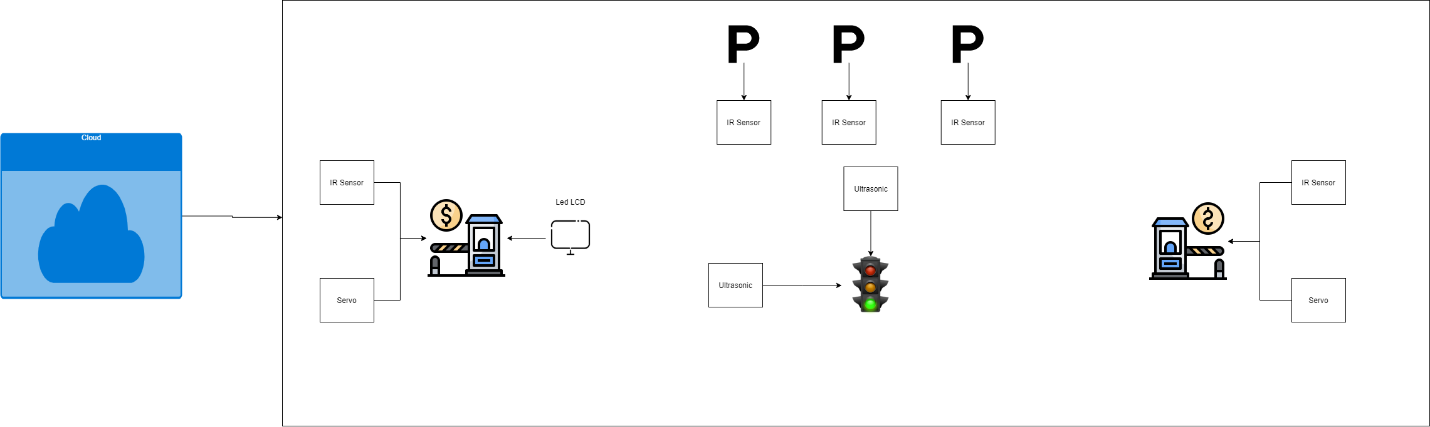 P P P
IR Sensor IR Sensor IR Sensor
Cloud
IR Sensor
$
Led LCD
Servo
Ultrasonic
Ultrasonic
IR Sensor
Servo